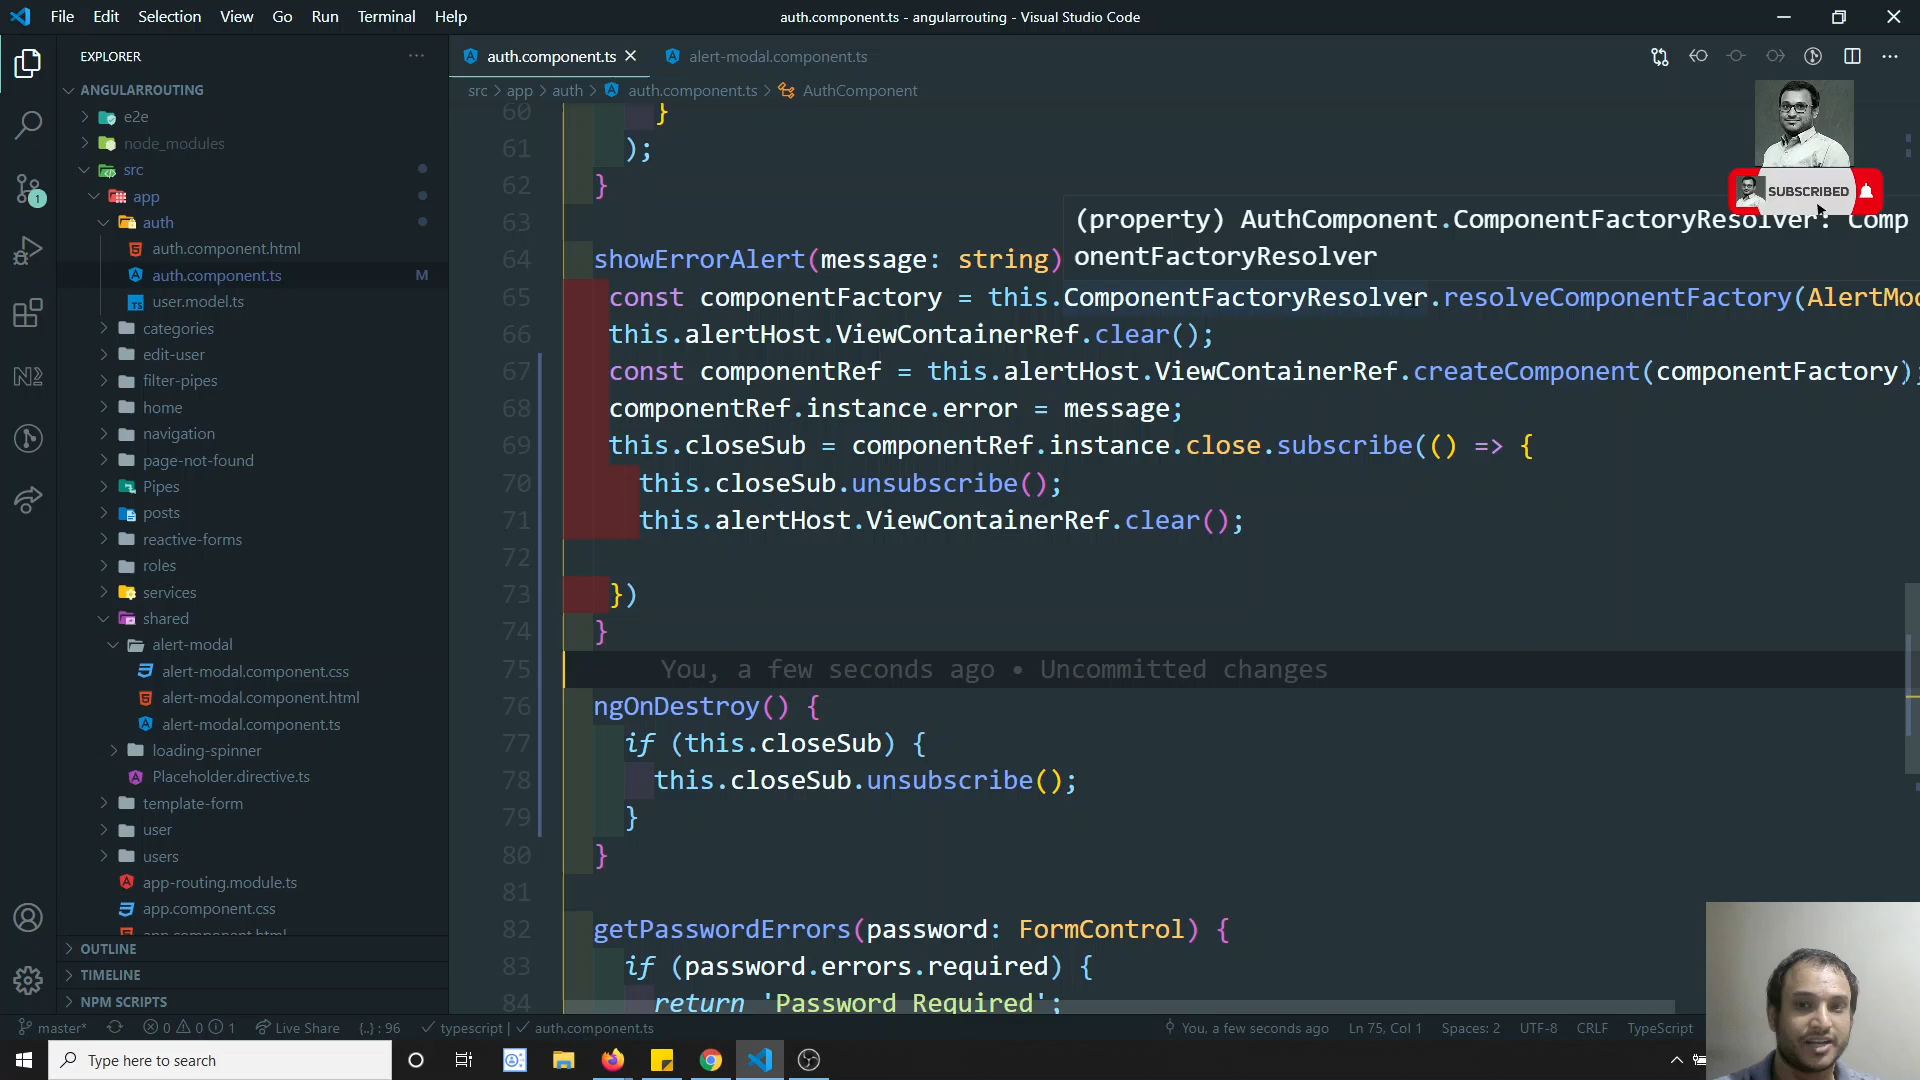 File Edit Selection View Go Run Terminal Help
auth.component.ts - angularrouting - Visual Studio Code
EXPLORER
auth.component.ts
alert-modal.component.ts
ANGULARROUTING
src > app > auth > auth.component.ts > AuthComponent
e2e
node_modules
src
app
auth
auth.component.html
auth.component.ts M
user.model.ts
categories
edit-user
filter-pipes
home
navigation
page-not-found
Pipes
posts
reactive-forms
roles
services
shared
alert-modal
alert-modal.component.css
alert-modal.component.html
alert-modal.component.ts
loading-spinner
Placeholder.directive.ts
template-form
user
users
app-routing.module.ts
app.component.css
app.component.html
OUTLINE
TIMELINE
NPM SCRIPTS
60 }
61 );
62 }
63
64 showErrorAlert(message: string)
(property) AuthComponent.ComponentFactoryResolver: Comp
onentFactoryResolver
65 const componentFactory = this.ComponentFactoryResolver.resolveComponentFactory(AlertMo
66 this.alertHost.ViewContainerRef.clear();
67 const componentRef = this.alertHost.ViewContainerRef.createComponent(componentFactory);
68 componentRef.instance.error = message;
69 this.closeSub = componentRef.instance.close.subscribe(() => {
70 this.closeSub.unsubscribe();
71 this.alertHost.ViewContainerRef.clear();
72
73 })
74 }
75 You, a few seconds ago • Uncommitted changes
76 ngOnDestroy() {
77 if (this.closeSub) {
78 this.closeSub.unsubscribe();
79 }
80 }
81
82 getPasswordErrors(password: FormControl) {
83 if (password.errors.required) {
84 return 'Password Required';
SUBSCRIBED
1
master* 0 0 1 Live Share {..} : 96 typescript | auth.component.ts
You, a few seconds ago Ln 75, Col 1 Spaces: 2 UTF-8 CRLF TypeScript
Type here to search